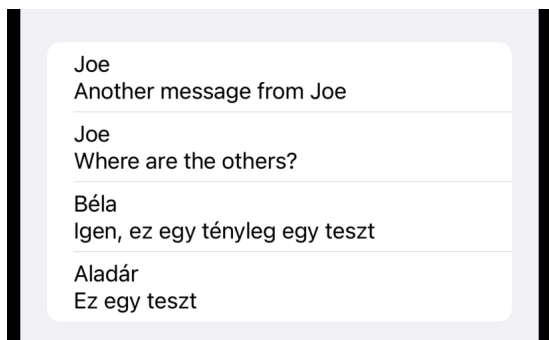 Joe
Another message from Joe
Joe
Where are the others?
Béla
Igen, ez egy tényleg egy teszt
Aladár
Ez egy teszt